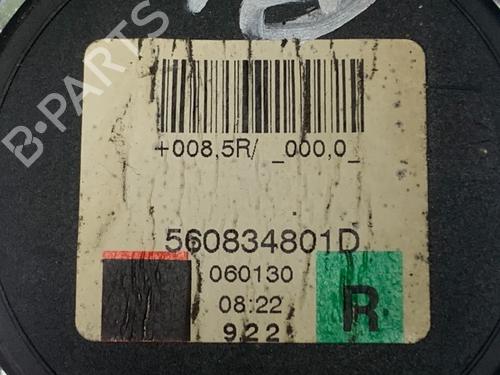 B-PARTS
+008,5R/ _000,0_
560834801D
060130
08:22
R
922